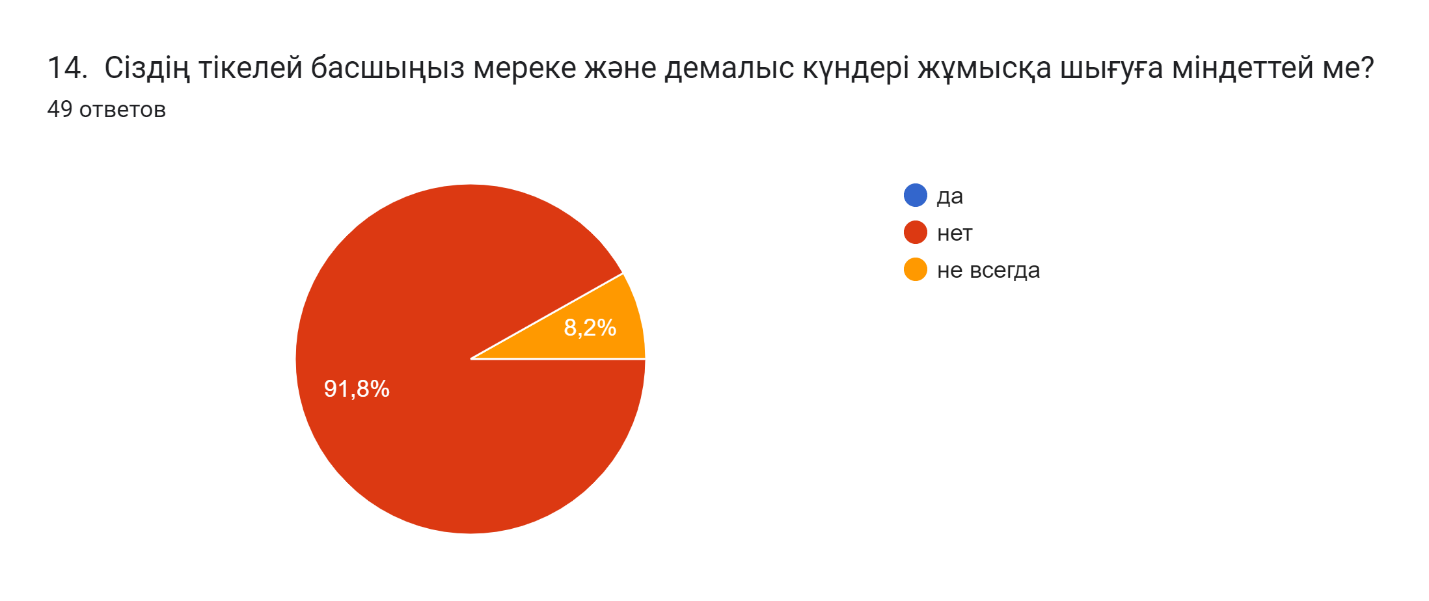 14.  Сіздің тікелей басшыңыз мереке және демалыс күндері жұмысқа шығуға міндеттей ме?
49 ответов
да
нет
не всегда
8,2%
91,8%